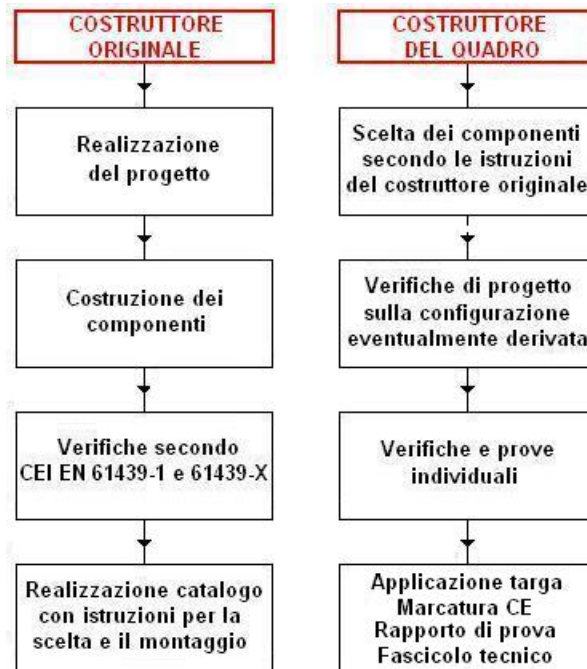 COSTRUTTORE
ORIGINALE
Realizzazione
del progetto
Costruzione dei
componenti
Verifiche secondo
CEI EN 61439-1 e 61439-X
Realizzazione catalogo
con istruzioni per la
scelta e il montaggio
COSTRUTTORE
DEL QUADRO
Scelta dei componenti
secondo le istruzioni
del costruttore originale
Verifiche di progetto
sulla configurazione
eventualmente derivata
Verifiche e prove
individuali
Applicazione targa
Marcatura CE
Rapporto di prova
Fascicolo tecnico